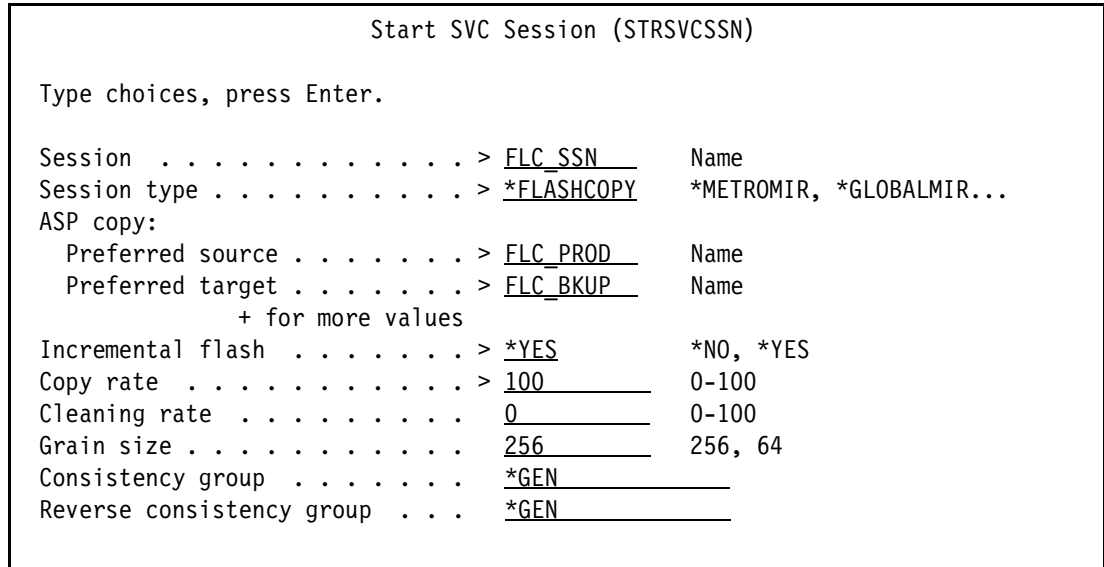 Start SVC Session (STRSVCSSN)
Type choices, press Enter.
Session . . . . . . . . . . . . > FLC_SSN Name
Session type . . . . . . . . . . > *FLASHCOPY *METROMIR, *GLOBALMIR...
ASP copy:
Preferred source . . . . . . . > FLC_PROD Name
Preferred target . . . . . . . > FLC_BKUP Name
+ for more values
Incremental flash . . . . . . . > *YES *NO, *YES
Copy rate . . . . . . . . . . . > 100 0-100
Cleaning rate . . . . . . . . . 0 0-100
Grain size . . . . . . . . . . . 256 256, 64
Consistency group . . . . . . . *GEN
Reverse consistency group . . . *GEN